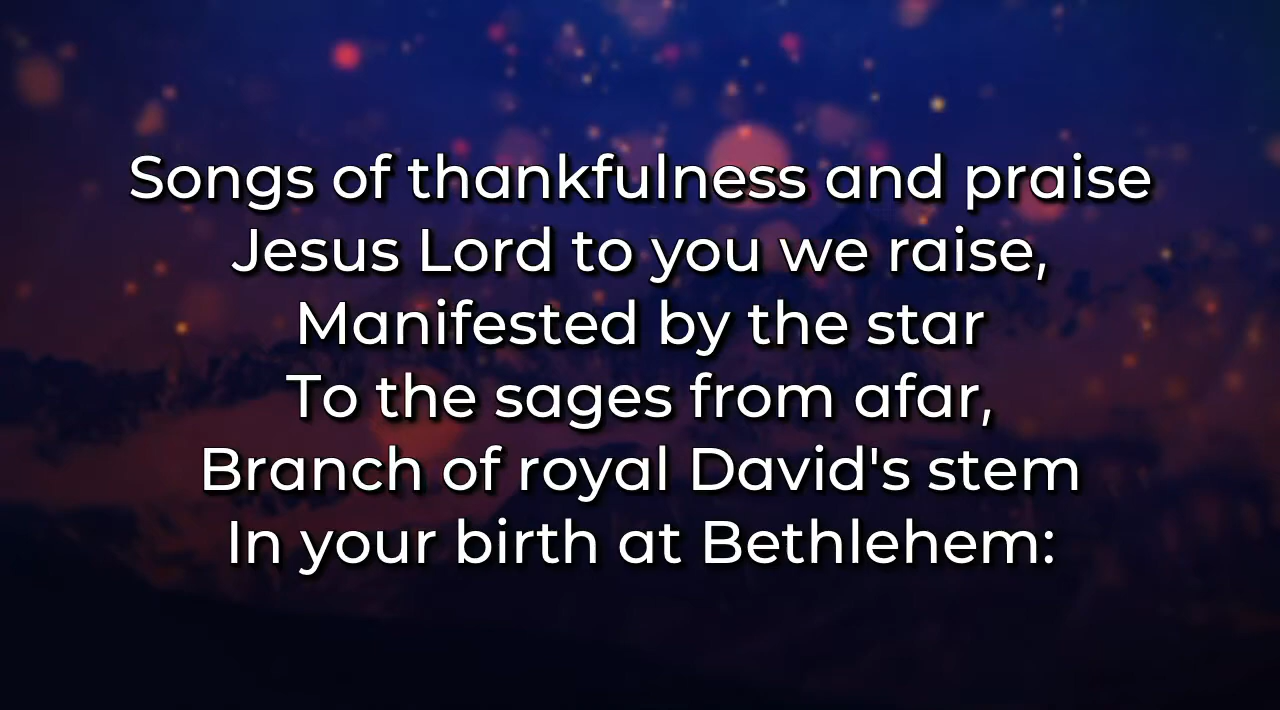 Songs of thankfulness and praise
Jesus Lord to you we raise,
Manifested by the star
To the sages from afar,
Branch of royal David's stem
In your birth at Bethlehem: